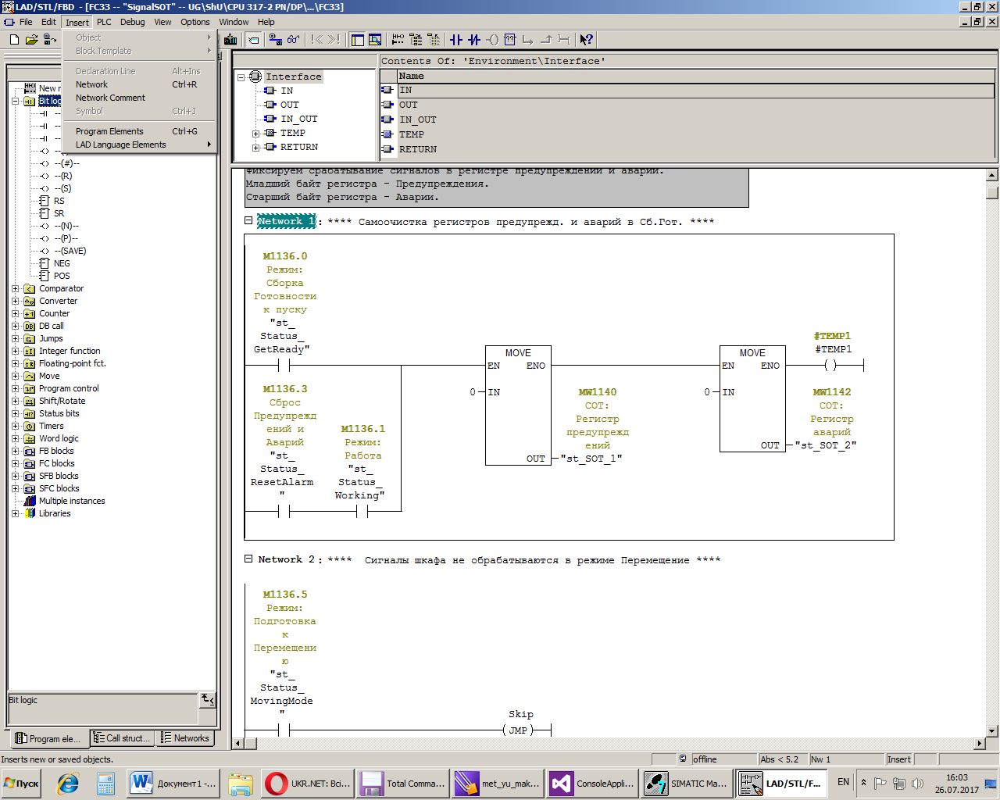 LAD/STL/FBD - [FC33 -- "SignalSOT" -- UG\ShU\CPU 317-2 PN/DP\...\FC33]
File Edit Insert PLC Debug View Options Window Help
Object
Block Template
Declaration Line Alt+Ins
Network Ctrl+R
Network Comment
Symbol Ctrl+J
Program Elements Ctrl+G
LAD Language Elements
New
Bit
--(#)--
--(R)
--(S)
RS
SR
--(N)--
--(P)--
--(SAVE)
NEG
POS
Comparator
Converter
Counter
DB call
Jumps
Integer function
Floating-point fct.
Move
Program control
Shift/Rotate
Status bits
Timers
Word logic
FB blocks
FC blocks
SFB blocks
SFC blocks
Multiple instances
Libraries
Bit logic
Program ele... Call struct... Networks
Interface
IN
OUT
IN_OUT
TEMP
RETURN
Contents Of: 'Environment\Interface'
Name
IN
OUT
IN_OUT
TEMP
RETURN
Фиксируем срабатывание сигналов в регистре предупреждении и аварии.
Младший байт регистра - Предупреждения.
Старший байт регистра - Аварии.
Network 1 : **** Самоочистка регистров предупрежд. и аварий в Сб.Гот. ****
M1136.0
Режим:
Сборка
Готовности
к пуску
"st_
Status_
GetReady"
M1136.3
Сброс
Предупрежд
ений и
Аварий
"st_
Status_
ResetAlarm
"
M1136.1
Режим:
Работа
"st_
Status_
Working"
MOVE
EN ENO
0 IN
OUT
MW1140
СОТ:
Регистр
предупрежд
ений
"st_SOT_1"
MOVE
EN ENO
0 IN
OUT
#TEMP1
#TEMP1
( )
MW1142
СОТ:
Регистр
аварий
"st_SOT_2"
Network 2 : **** Сигналы шкафа не обрабатываются в режиме Перемещение ****
M1136.5
Режим:
Подготовка
к
Перемещени
ю
"st_
Status_
MovingMode
"
Skip
(JMP)
Inserts new or saved objects.
offline Abs < 5.2 Nw 1 Insert
Пуск
Документ1 -...
UKR.NET: Всі...
Total Comma...
met_yu_mak...
ConsoleAppli...
SIMATIC Ma...
LAD/STL/F...
EN
16:03
26.07.2017